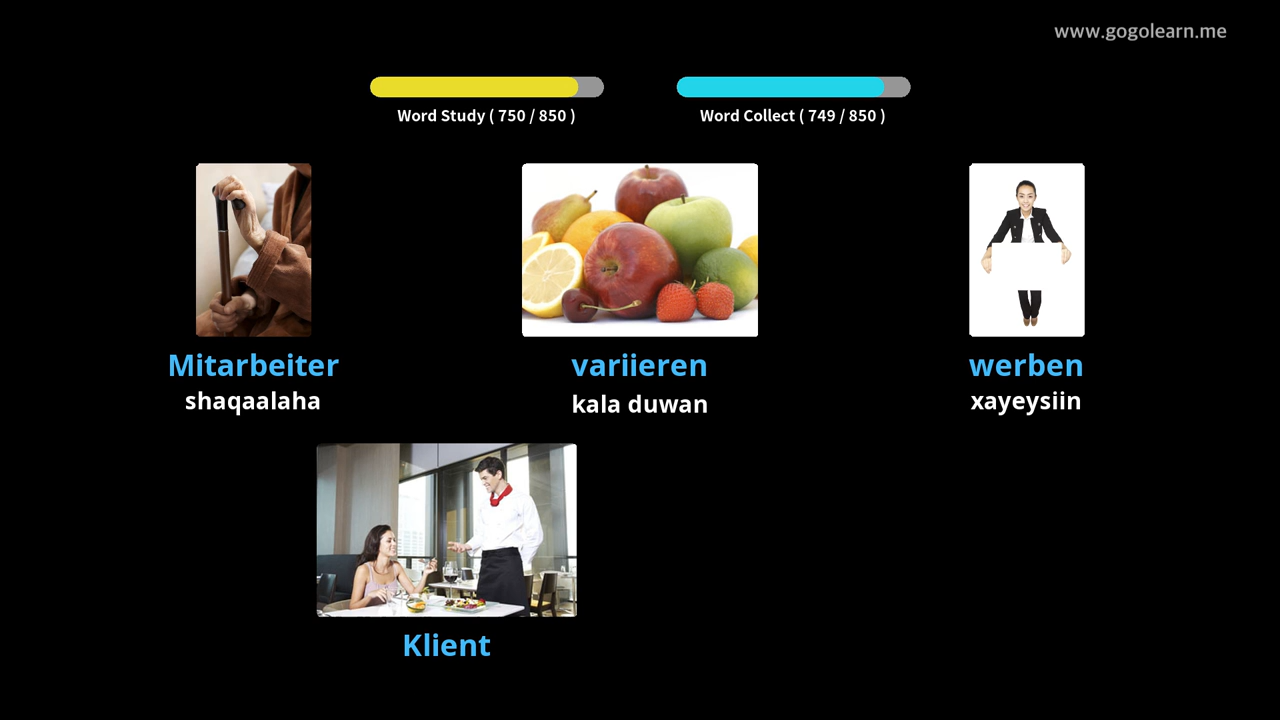 www.gogolearn.me
Word Study ( 750 / 850 )
Word Collect ( 749 / 850 )
Mitarbeiter
shaqaalaha
variieren
kala duwan
werben
xayeysiin
Klient